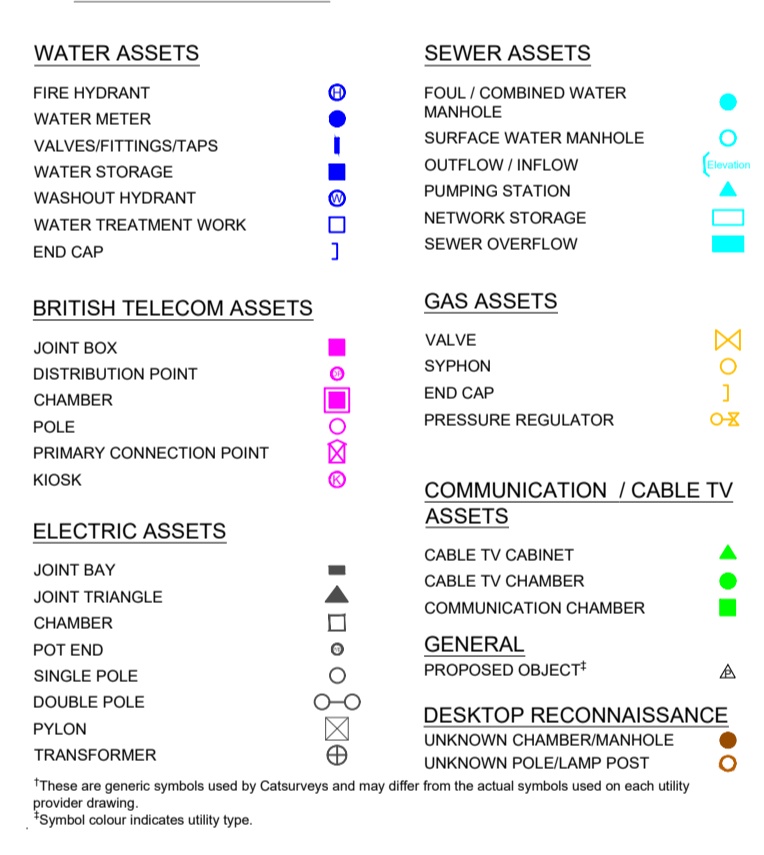 WATER ASSETS
FIRE HYDRANT
H
WATER METER
VALVES/FITTINGS/TAPS
WATER STORAGE
WASHOUT HYDRANT
W
WATER TREATMENT WORK
END CAP
BRITISH TELECOM ASSETS
JOINT BOX
DISTRIBUTION POINT
CHAMBER
POLE
PRIMARY CONNECTION POINT
KIOSK
K
ELECTRIC ASSETS
JOINT BAY
JOINT TRIANGLE
CHAMBER
POT END
SINGLE POLE
DOUBLE POLE
PYLON
TRANSFORMER
SEWER ASSETS
FOUL / COMBINED WATER
MANHOLE
SURFACE WATER MANHOLE
OUTFLOW / INFLOW
Elevation
PUMPING STATION
NETWORK STORAGE
SEWER OVERFLOW
GAS ASSETS
VALVE
SYPHON
END CAP
PRESSURE REGULATOR
COMMUNICATION / CABLE TV
ASSETS
CABLE TV CABINET
CABLE TV CHAMBER
COMMUNICATION CHAMBER
GENERAL
PROPOSED OBJECT‡
P
DESKTOP RECONNAISSANCE
UNKNOWN CHAMBER/MANHOLE
UNKNOWN POLE/LAMP POST
†These are generic symbols used by Catsurveys and may differ from the actual symbols used on each utility
provider drawing.
‡Symbol colour indicates utility type.